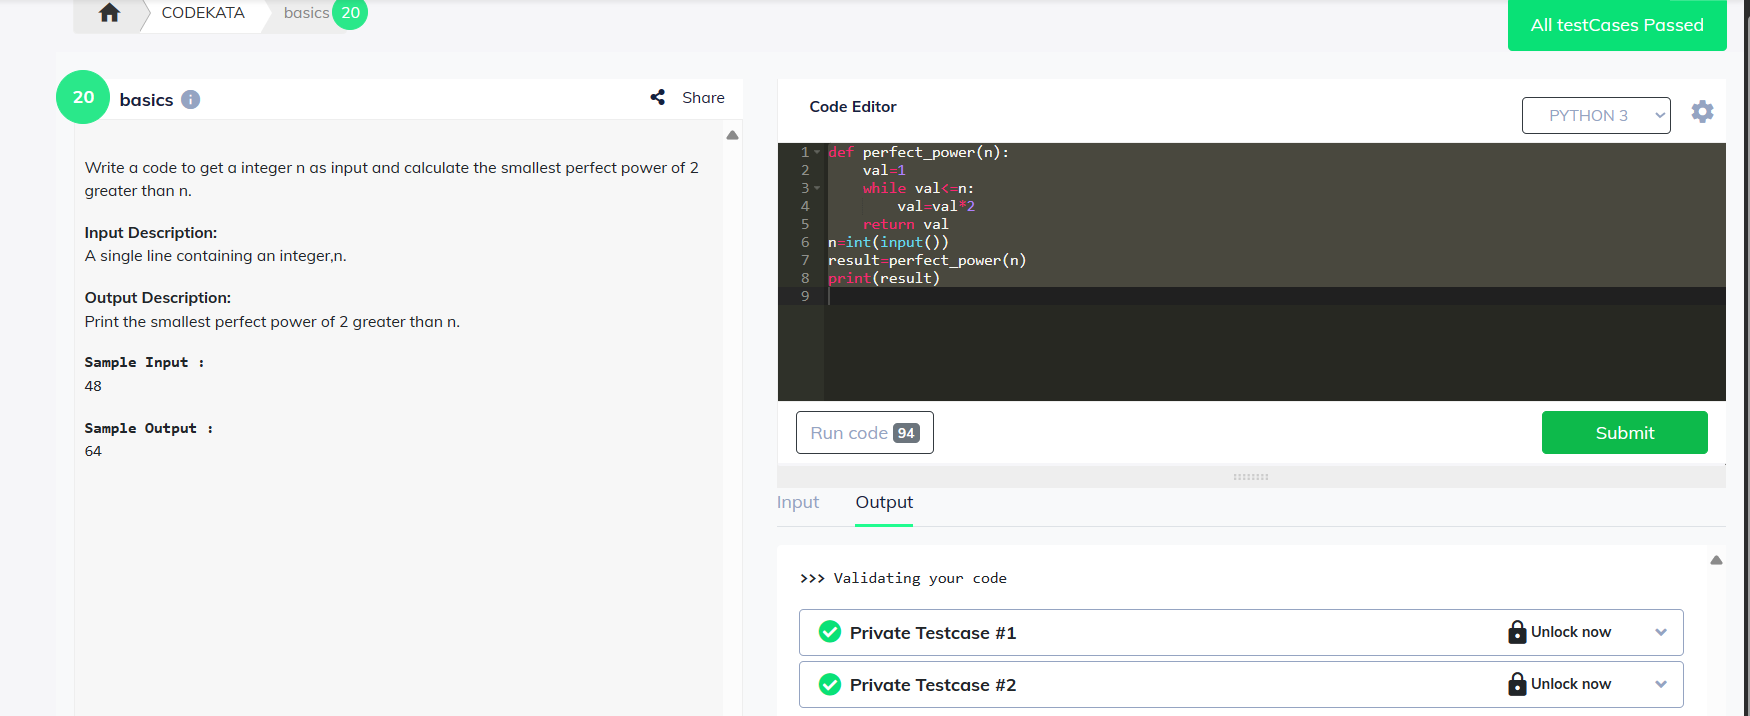 CODEKATA
basics 20
All testCases Passed
20 basics i
Share
Write a code to get a integer n as input and calculate the smallest perfect power of 2
greater than n.
Input Description:
A single line containing an integer,n.
Output Description:
Print the smallest perfect power of 2 greater than n.
Sample Input :
48
Sample Output :
64
Code Editor
PYTHON 3
1 def perfect_power(n):
2     val=1
3     while val<=n:
4         val=val*2
5     return val
6 n=int(input())
7 result=perfect_power(n)
8 print(result)
9
Run code 94
Submit
Input Output
>>> Validating your code
Private Testcase #1 Unlock now
Private Testcase #2 Unlock now